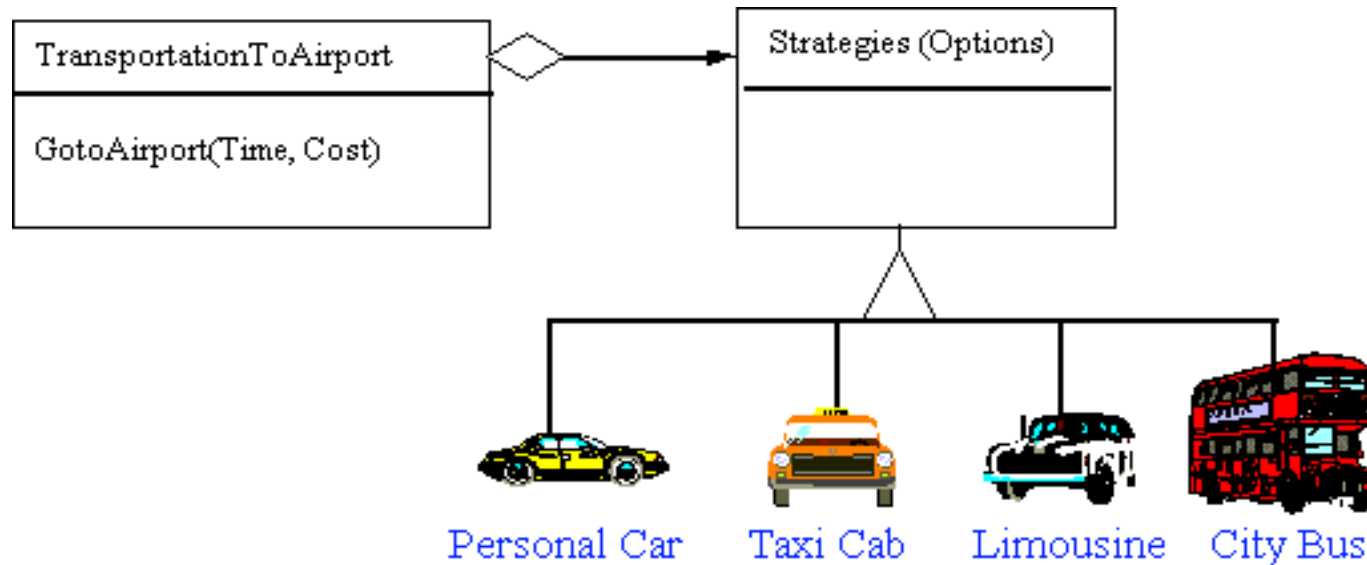 TransportationToAirport
GotoAirport(Time, Cost)
Strategies (Options)
Personal Car
Taxi Cab
Limousine
City Bus